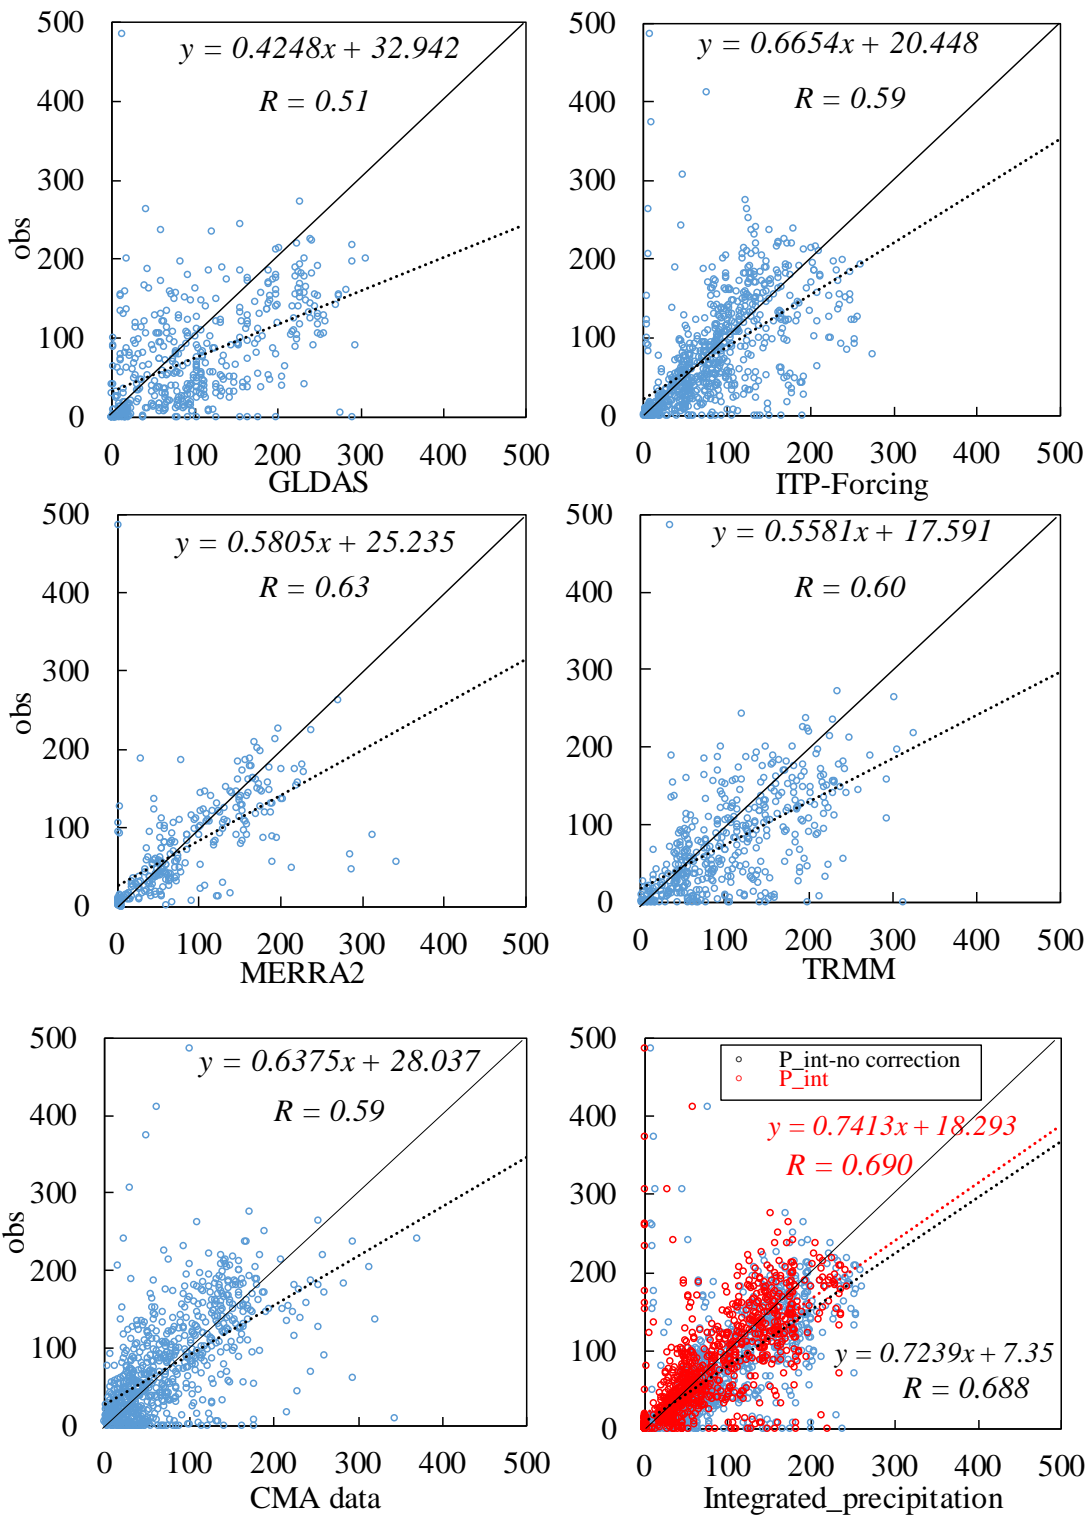 500
400
300
200
100
0
obs
y = 0.4248x + 32.942
R = 0.51
0 100 200 300 400 500
GLDAS
500
400
300
200
100
0
y = 0.6654x + 20.448
R = 0.59
0 100 200 300 400 500
ITP-Forcing
500
400
300
200
100
0
obs
y = 0.5805x + 25.235
R = 0.63
0 100 200 300 400 500
MERRA2
500
400
300
200
100
0
y = 0.5581x + 17.591
R = 0.60
0 100 200 300 400 500
TRMM
500
400
300
200
100
0
obs
y = 0.6375x + 28.037
R = 0.59
0 100 200 300 400 500
CMA data
500
400
300
200
100
0
P_int-no correction
P_int
y = 0.7413x + 18.293
R = 0.690
y = 0.7239x + 7.35
R = 0.688
0 100 200 300 400 500
Integrated_precipitation